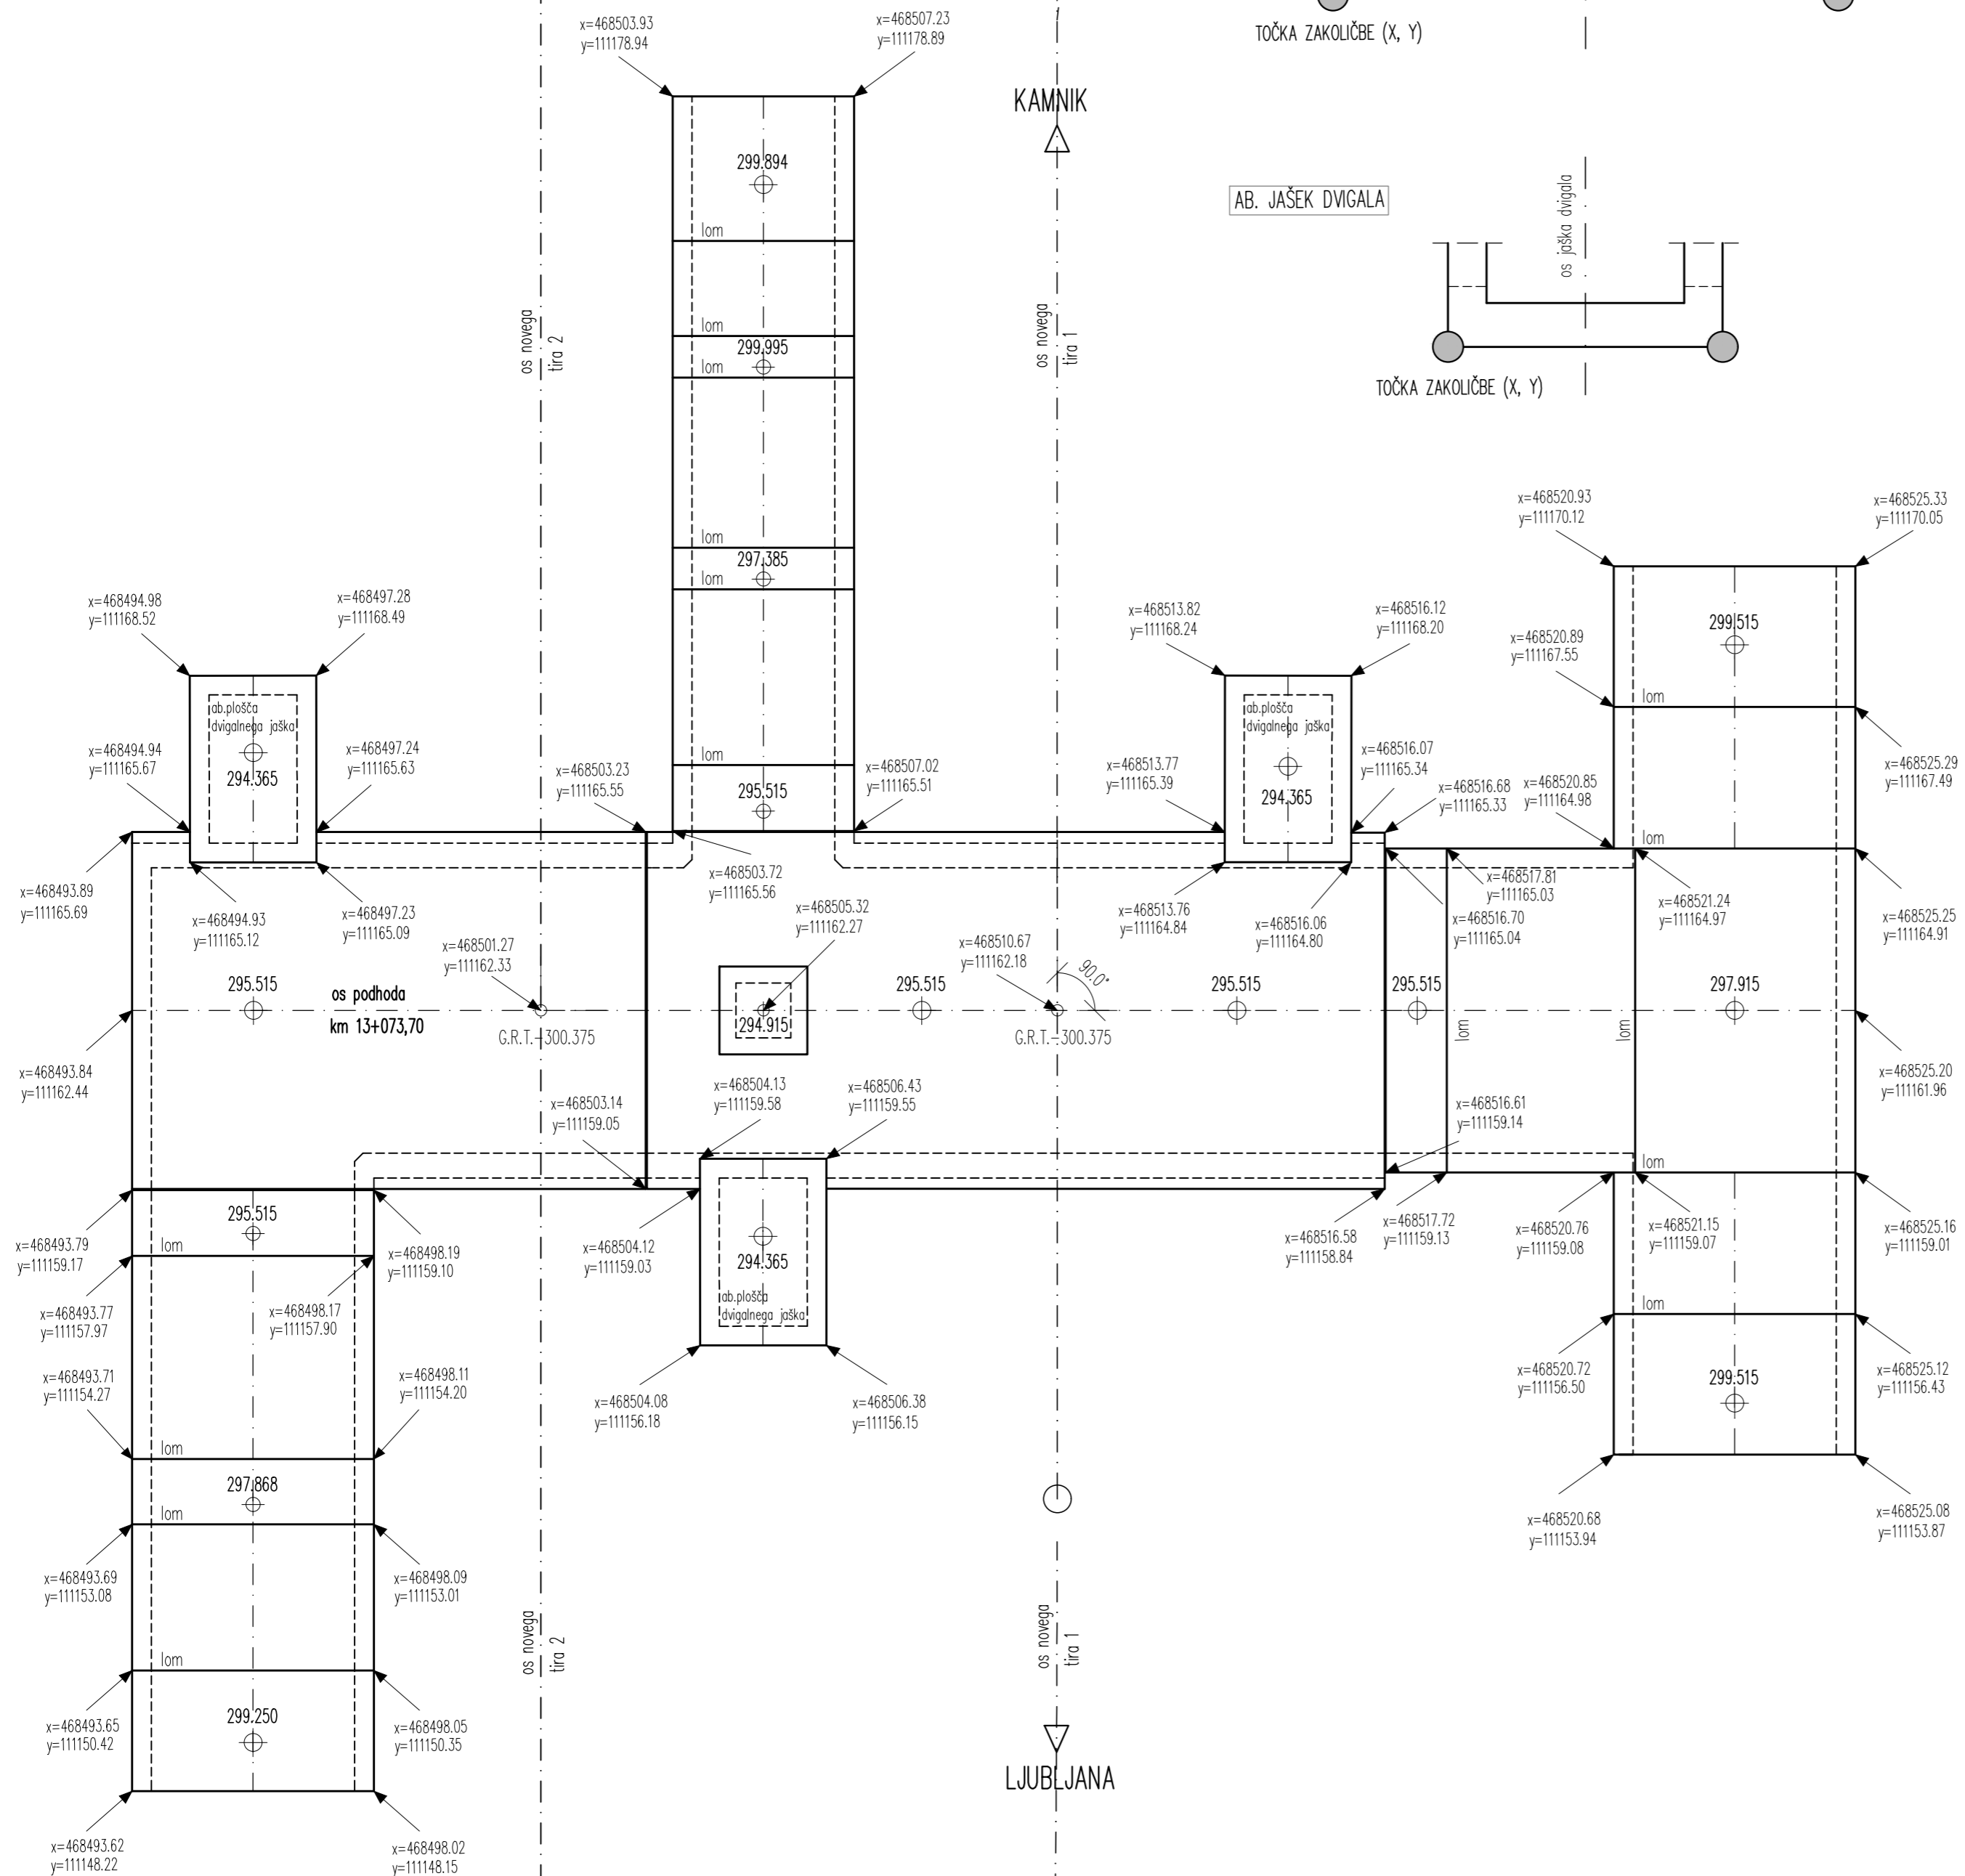 x=468503.93
y=111178.94
x=468507.23
y=111178.89
TOČKA ZAKOLIČBE (X, Y)
KAMNIK
299.894
AB. JAŠEK DVIGALA
os jaška dvigala
lom
os novega
tira 2
os novega
tira 1
lom
299.995
lom
TOČKA ZAKOLIČBE (X, Y)
x=468520.93
y=111170.12
x=468525.33
y=111170.05
lom
297.385
lom
x=468494.98
y=111168.52
x=468497.28
y=111168.49
x=468513.82
y=111168.24
x=468516.12
y=111168.20
x=468520.89
y=111167.55
299.515
lom
ab.plošča
dvigalnega jaška
294.365
ab.plošča
dvigalnega jaška
294.365
x=468494.94
y=111165.67
x=468497.24
y=111165.63
x=468503.23
y=111165.55
lom
295.515
x=468507.02
y=111165.51
x=468513.77
y=111165.39
x=468516.07
y=111165.34
x=468516.68
y=111165.33
x=468520.85
y=111164.98
x=468525.29
y=111167.49
lom
x=468493.89
y=111165.69
x=468494.93
y=111165.12
x=468497.23
y=111165.09
x=468503.72
y=111165.56
x=468505.32
y=111162.27
x=468513.76
y=111164.84
x=468516.06
y=111164.80
x=468517.81
y=111165.03
x=468516.70
y=111165.04
x=468521.24
y=111164.97
x=468525.25
y=111164.91
x=468501.27
y=111162.33
x=468510.67
y=111162.18
90.0°
295.515
os podhoda
km 13+073,70
G.R.T.-300.375
294.915
295.515
G.R.T.-300.375
295.515
295.515
lom
lom
297.915
x=468493.84
y=111162.44
x=468525.20
y=111161.96
x=468503.14
y=111159.05
x=468504.13
y=111159.58
x=468506.43
y=111159.55
x=468516.61
y=111159.14
lom
295.515
lom
x=468493.79
y=111159.17
x=468498.19
y=111159.10
x=468504.12
y=111159.03
294.365
ab.plošča
dvigalnega jaška
x=468516.58
y=111158.84
x=468517.72
y=111159.13
x=468520.76
y=111159.08
x=468521.15
y=111159.07
x=468525.16
y=111159.01
x=468493.77
y=111157.97
x=468498.17
y=111157.90
lom
x=468493.71
y=111154.27
x=468498.11
y=111154.20
x=468504.08
y=111156.18
x=468506.38
y=111156.15
x=468520.72
y=111156.50
299.515
x=468525.12
y=111156.43
lom
297.868
lom
x=468520.68
y=111153.94
x=468525.08
y=111153.87
x=468493.69
y=111153.08
x=468498.09
y=111153.01
os novega
tira 2
os novega
tira 1
lom
299.250
x=468493.65
y=111150.42
x=468498.05
y=111150.35
LJUBLJANA
x=468493.62
y=111148.22
x=468498.02
y=111148.15